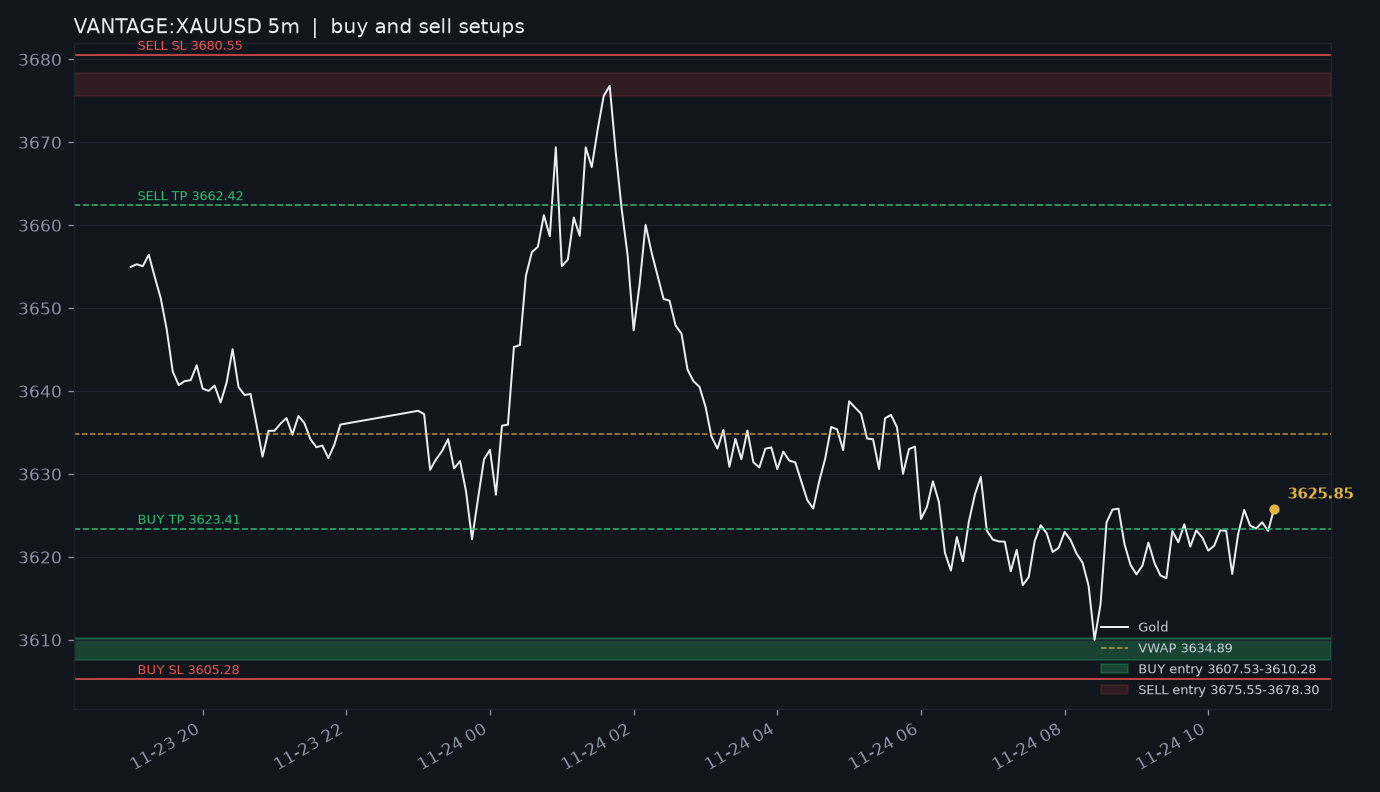 VANTAGE:XAUUSD 5m | buy and sell setups
SELL SL 3680.55
3680
3670
SELL TP 3662.42
3660
3650
3640
3630
3625.85
BUY TP 3623.41
3620
3610
Gold
VWAP 3634.89
BUY SL 3605.28
BUY entry 3607.53-3610.28
SELL entry 3675.55-3678.30
11-23 20
11-23 22
11-24 00
11-24 02
11-24 04
11-24 06
11-24 08
11-24 10